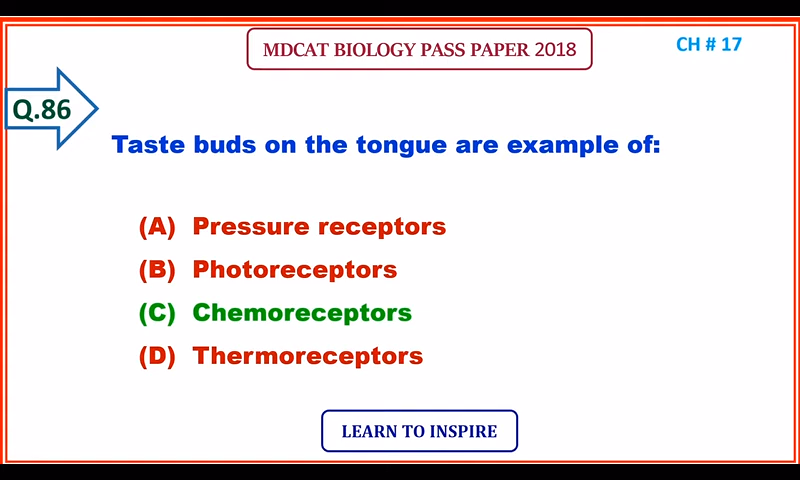 MDCAT BIOLOGY PASS PAPER 2018
CH # 17
Q.86
Taste buds on the tongue are example of:
(A) Pressure receptors
(B) Photoreceptors
(C) Chemoreceptors
(D) Thermoreceptors
LEARN TO INSPIRE